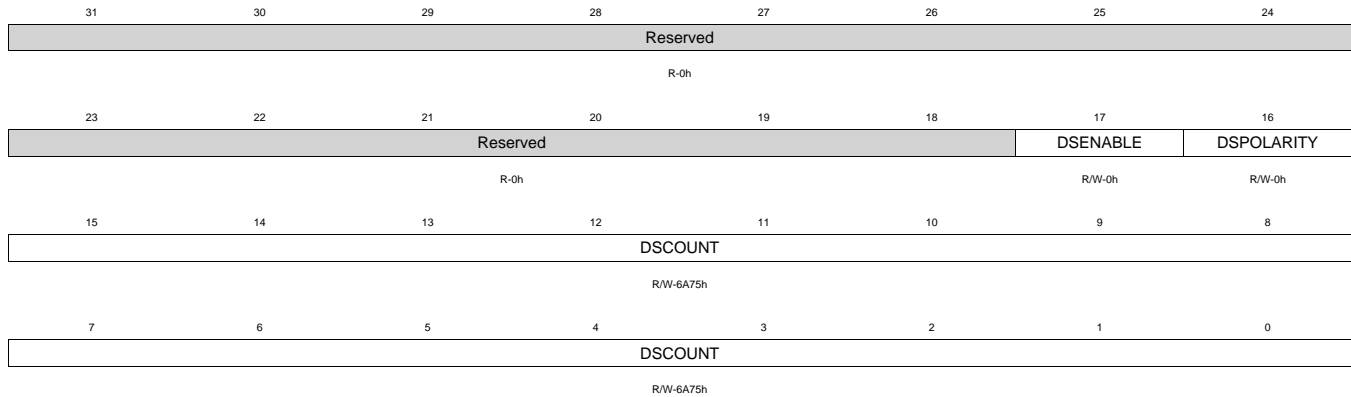 31 30 29 28 27 26 25 24
Reserved
R-0h
23 22 21 20 19 18 17 16
Reserved DSENABLE DSPOLARITY
R-0h R/W-0h R/W-0h
15 14 13 12 11 10 9 8
DSCOUNT
R/W-6A75h
7 6 5 4 3 2 1 0
DSCOUNT
R/W-6A75h